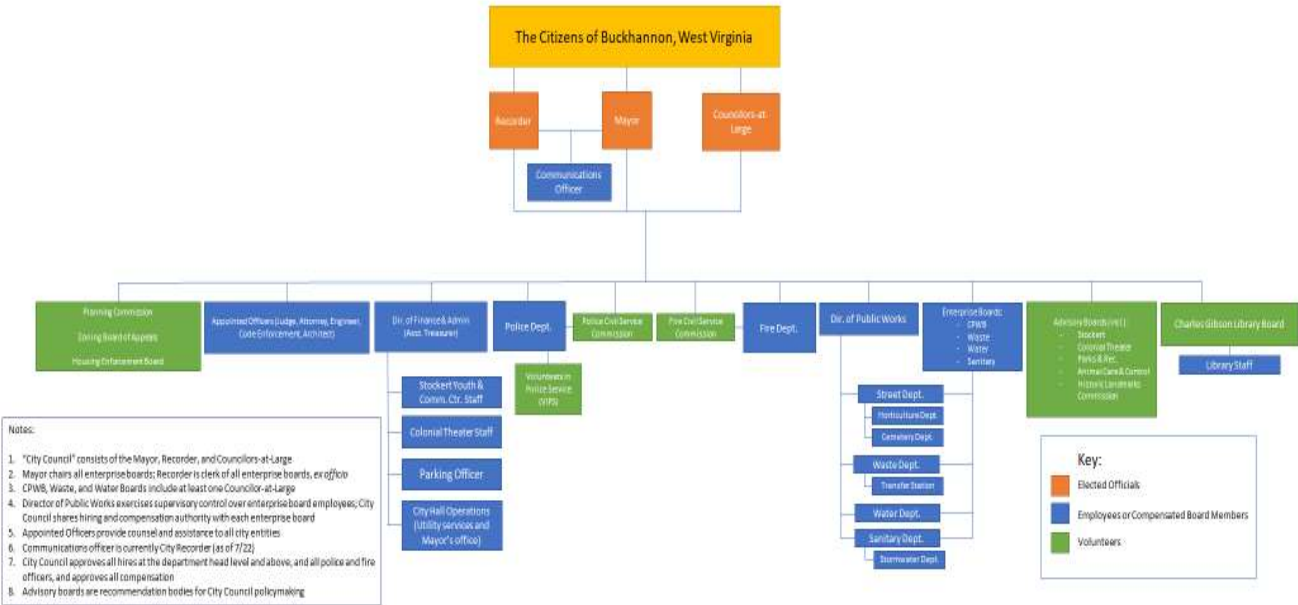 The Citizens of Buckhannon, West Virginia
Recorder
Mayor
Councilors-at-
Large
Communications
Officer
Planning Commission
Zoning Board of Appeals
Housing Enforcement Board
Appointed Officers (Judge, Attorney, Engineer,
Code Enforcement, Architect)
Dir. of Finance & Admin
(Asst. Treasurer)
Police Dept.
Police Civil Service
Commission
Fire Civil Service
Commission
Fire Dept.
Dir. of Public Works
Enterprise Boards:
- CPWB
- Waste
- Water
- Sanitary
Advisory Boards (incl.)
- Stockert
- Colonial Theatre
- Parks & Rec.
- Animal Care & Control
- Historic Landmarks
Commission
Charles Gibson Library Board
Library Staff
Volunteers in
Police Service
(VIPS)
Stockert Youth &
Comm. Ctr. Staff
Colonial Theater Staff
Parking Officer
City Hall Operations
(Utility services and
Mayor's office)
Street Dept.
Horticulture Dept.
Cemetery Dept.
Waste Dept.
Transfer Station
Water Dept.
Sanitary Dept.
Stormwater Dept.
Notes:
1. "City Council" consists of the Mayor, Recorder, and Councilors-at-Large
2. Mayor chairs all enterprise boards; Recorder is clerk of all enterprise boards, ex officio
3. CPWB, Waste, and Water Boards include at least one Councilor-at-Large
4. Director of Public Works exercises supervisory control over enterprise board employees; City
Council shares hiring and compensation authority with each enterprise board
5. Appointed Officers provide counsel and assistance to all city entities
6. Communications officer is currently City Recorder (as of 7/22)
7. City Council approves all hires at the department head level and above, and all police and fire
officers, and approves all compensation
8. Advisory boards are recommendation bodies for City Council policymaking
Key:
Elected Officials
Employees or Compensated Board Members
Volunteers